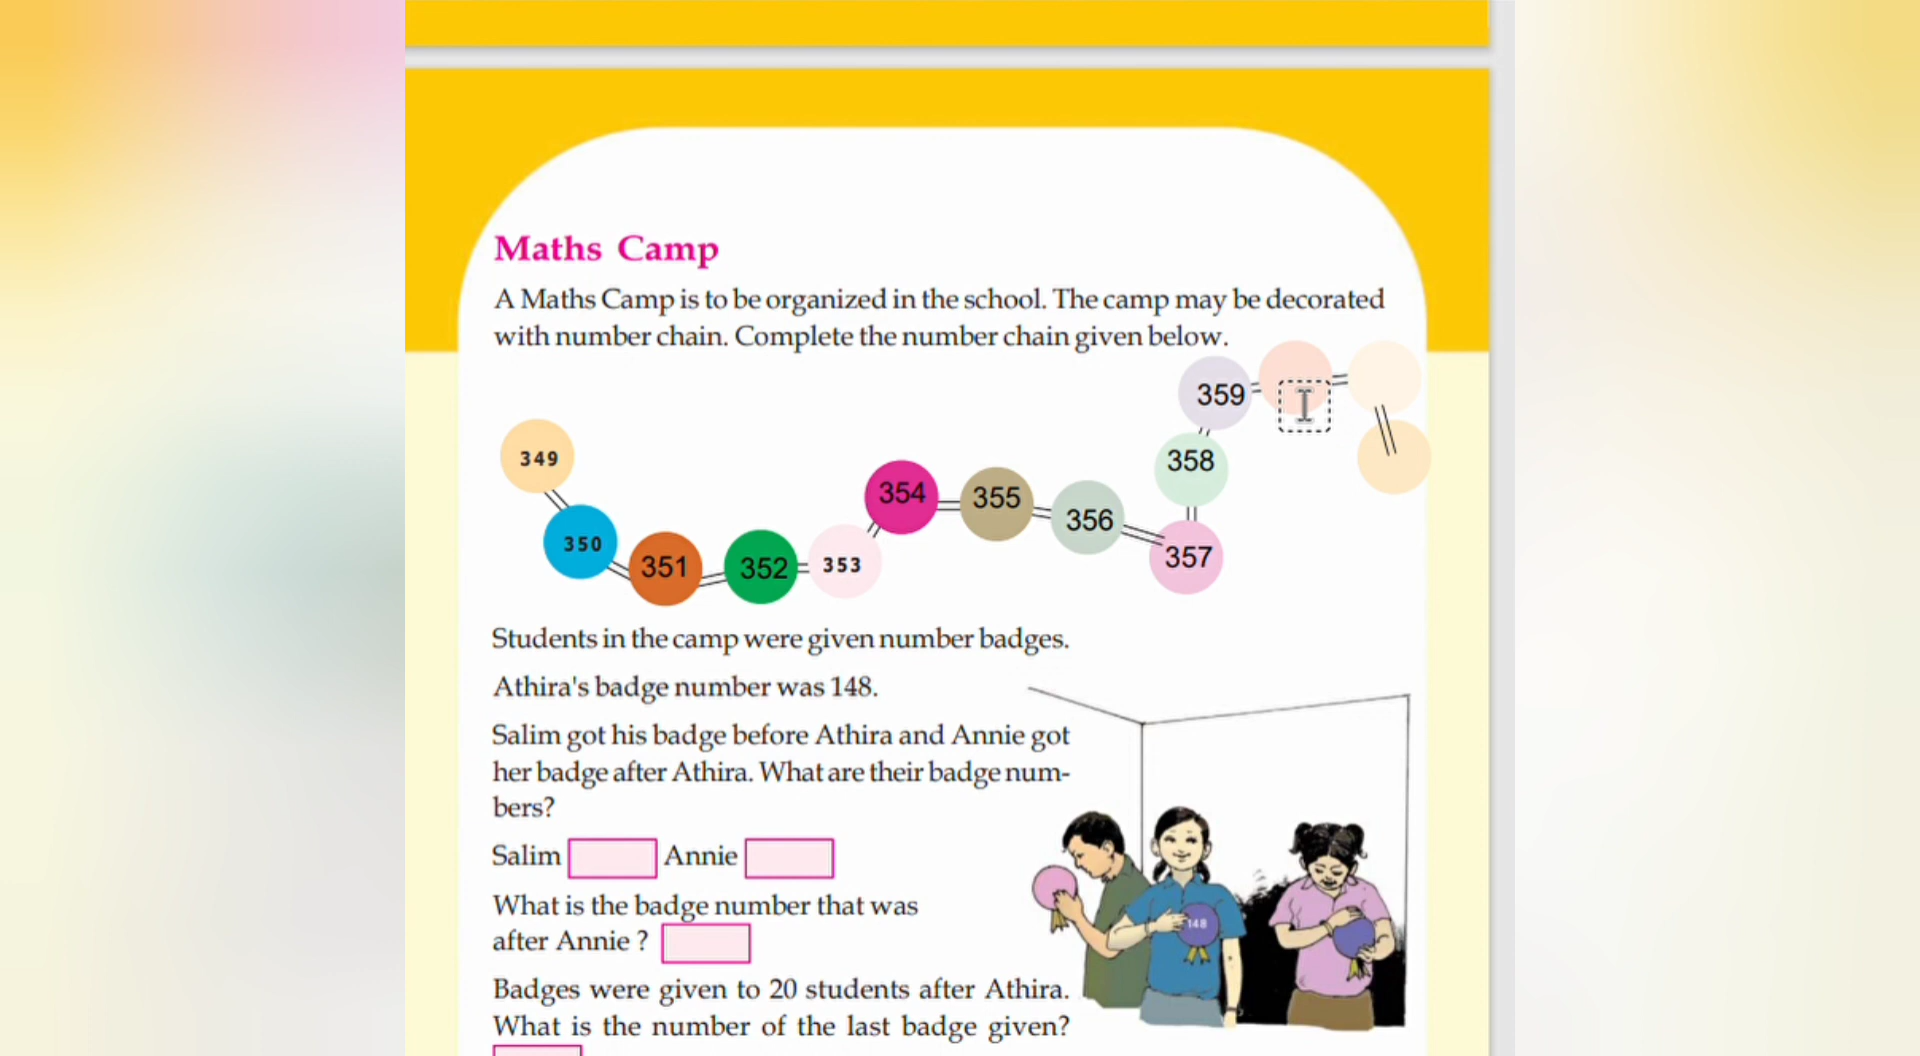 Maths Camp
A Maths Camp is to be organized in the school. The camp may be decorated
with number chain. Complete the number chain given below.
349
350
351
352
353
354
355
356
357
358
359
Students in the camp were given number badges.
Athira's badge number was 148.
Salim got his badge before Athira and Annie got
her badge after Athira. What are their badge num-
bers?
Salim Annie
What is the badge number that was
after Annie ?
148
Badges were given to 20 students after Athira.
What is the number of the last badge given?